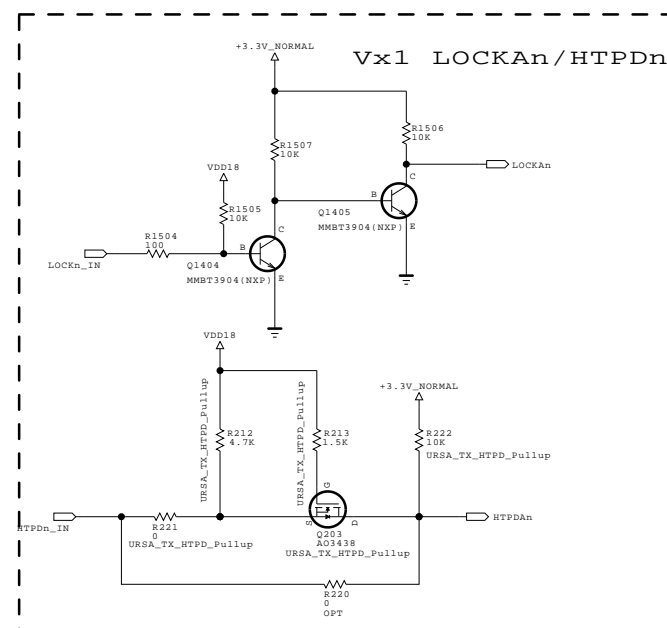 Vx1 LOCKAn/HTPDn
+3.3V_NORMAL
R1507
10K
R1506
10K
VDD18
R1505
10K
LOCKAn
C
B
E
Q1405
MMBT3904(NXP)
R1504
100
LOCKn_IN
C
B
E
Q1404
MMBT3904(NXP)
VDD18
+3.3V_NORMAL
R212
4.7K
URSA_TX_HTPD_Pullup
R213
1.5K
URSA_TX_HTPD_Pullup
R222
10K
URSA_TX_HTPD_Pullup
G
S
D
HTPDn_IN
R221
0
URSA_TX_HTPD_Pullup
Q203
AO3438
URSA_TX_HTPD_Pullup
HTPDAn
R220
0
OPT